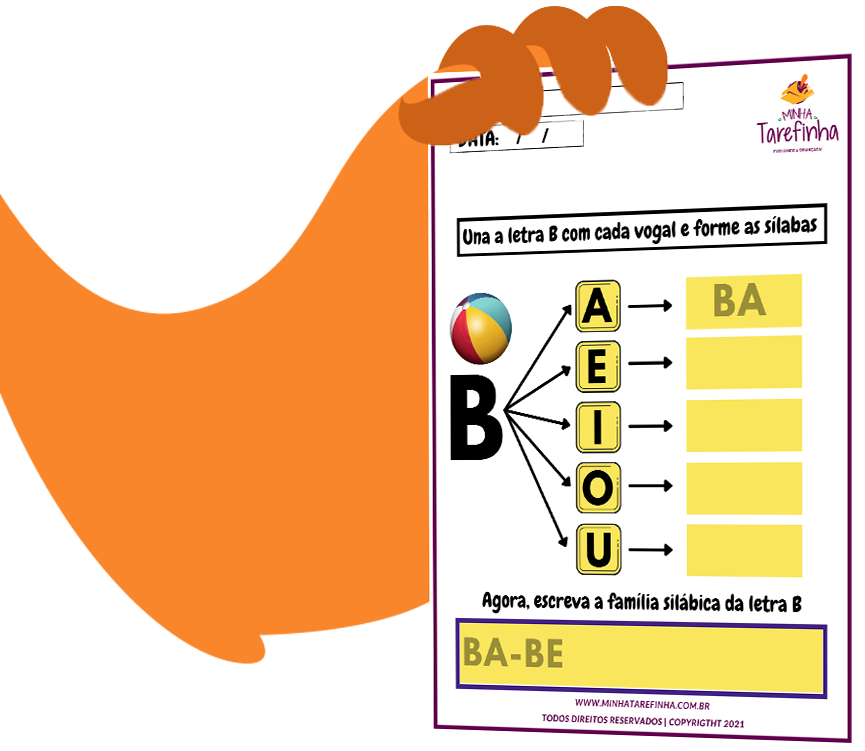 DATA: / /
MINHA
Tarefinha
Una a letra B com cada vogal e forme as sílabas
A BA
B
E
I
O
U
Agora, escreva a família silábica da letra B
BA-BE
WWW.MINHATAREFINHA.COM.BR
TODOS DIREITOS RESERVADOS | COPYRIGTHT 2021